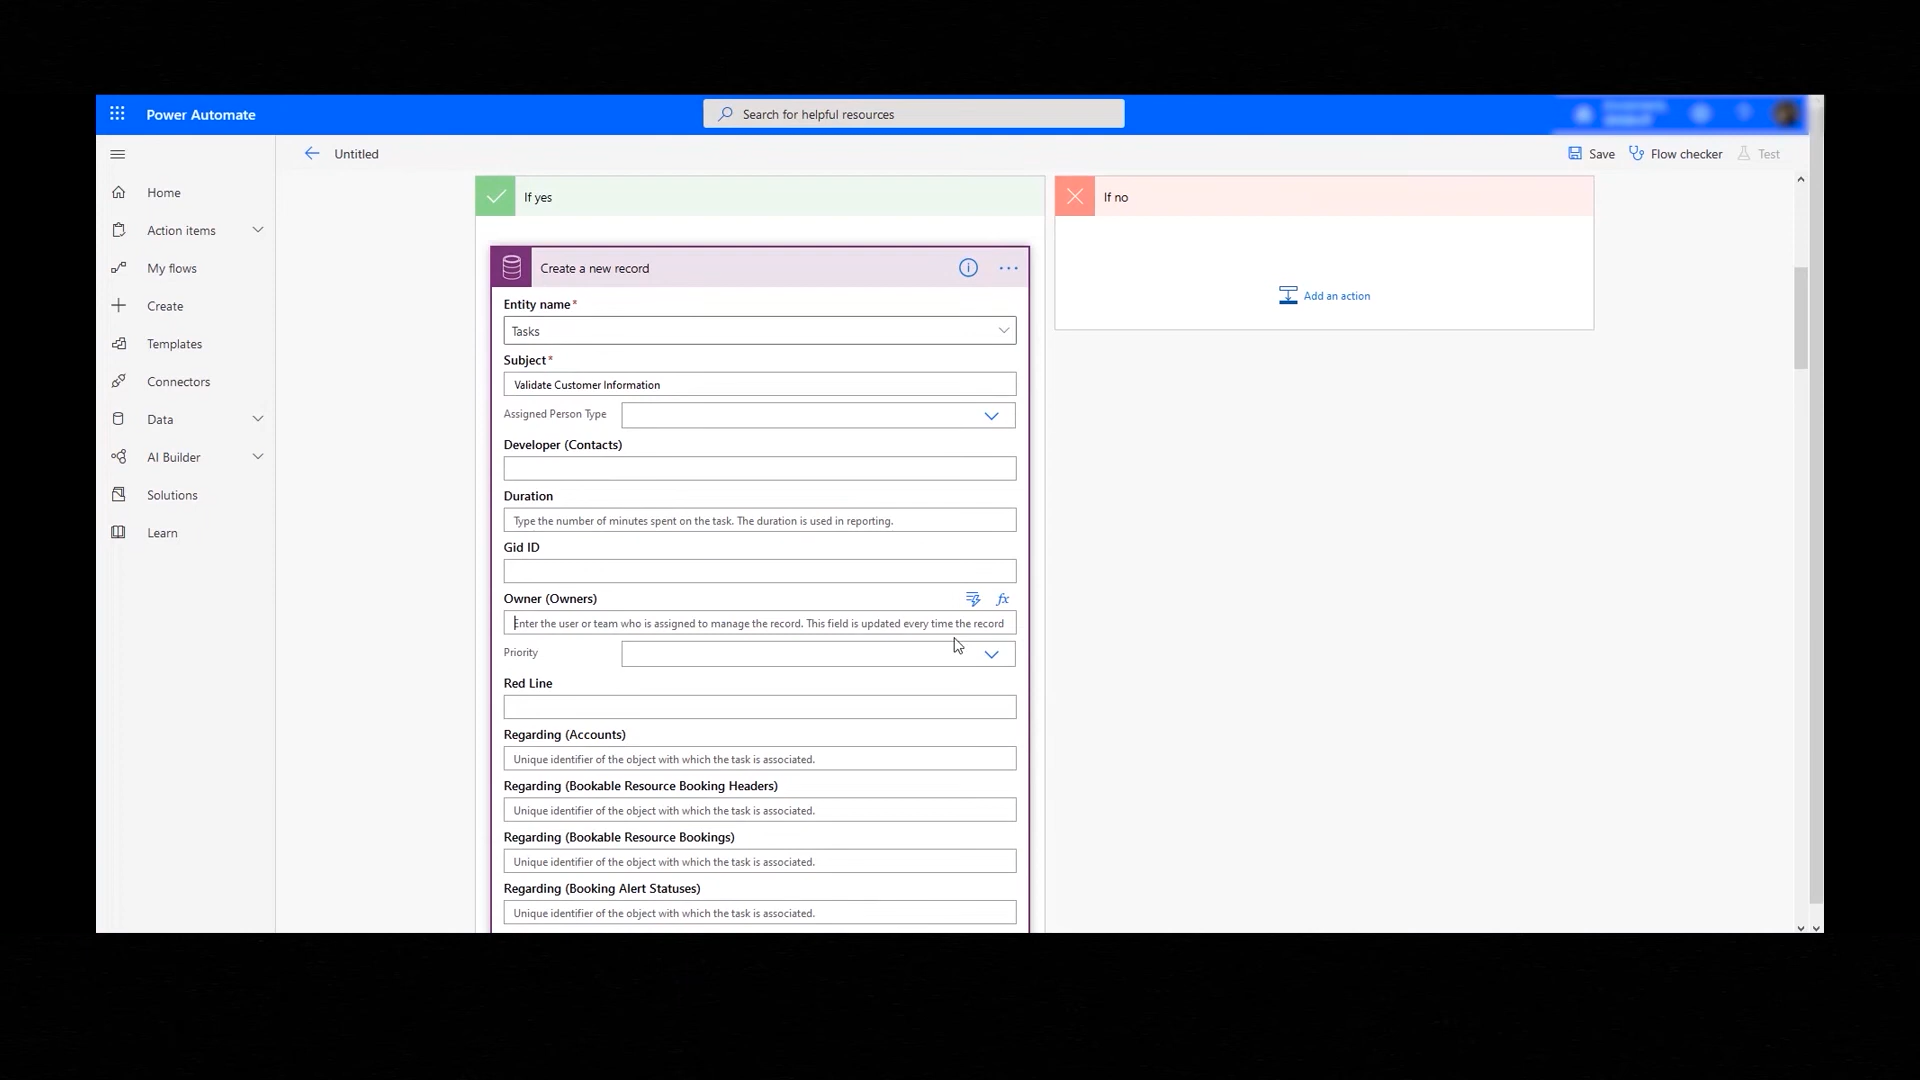 Power Automate
Search for helpful resources
Untitled
Save
Flow checker
Test
Home
Action items
My flows
Create
Templates
Connectors
Data
AI Builder
Solutions
Learn
If yes
If no
Create a new record
Add an action
Entity name*
Tasks
Subject*
Validate Customer Information
Assigned Person Type
Developer (Contacts)
Duration
Type the number of minutes spent on the task. The duration is used in reporting.
Gid ID
Owner (Owners)
fx
Enter the user or team who is assigned to manage the record. This field is updated every time the record
Priority
Red Line
Regarding (Accounts)
Unique identifier of the object with which the task is associated.
Regarding (Bookable Resource Booking Headers)
Unique identifier of the object with which the task is associated.
Regarding (Bookable Resource Bookings)
Unique identifier of the object with which the task is associated.
Regarding (Booking Alert Statuses)
Unique identifier of the object with which the task is associated.